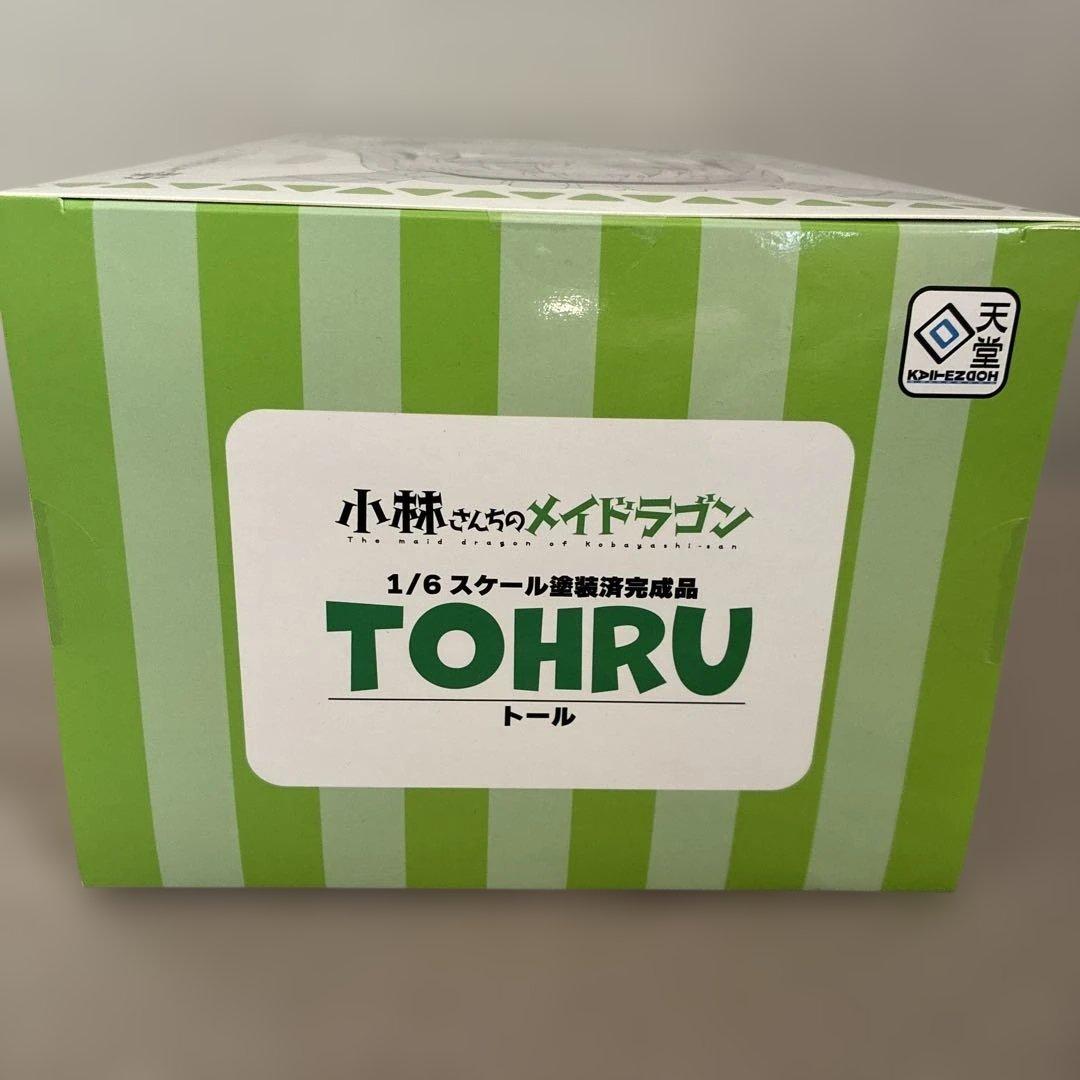 天堂
KAITENDOH
小林さんちのメイドラゴン
The maid dragon of Kobayashi-san
1/6 スケール塗装済完成品
TOHRU
トール